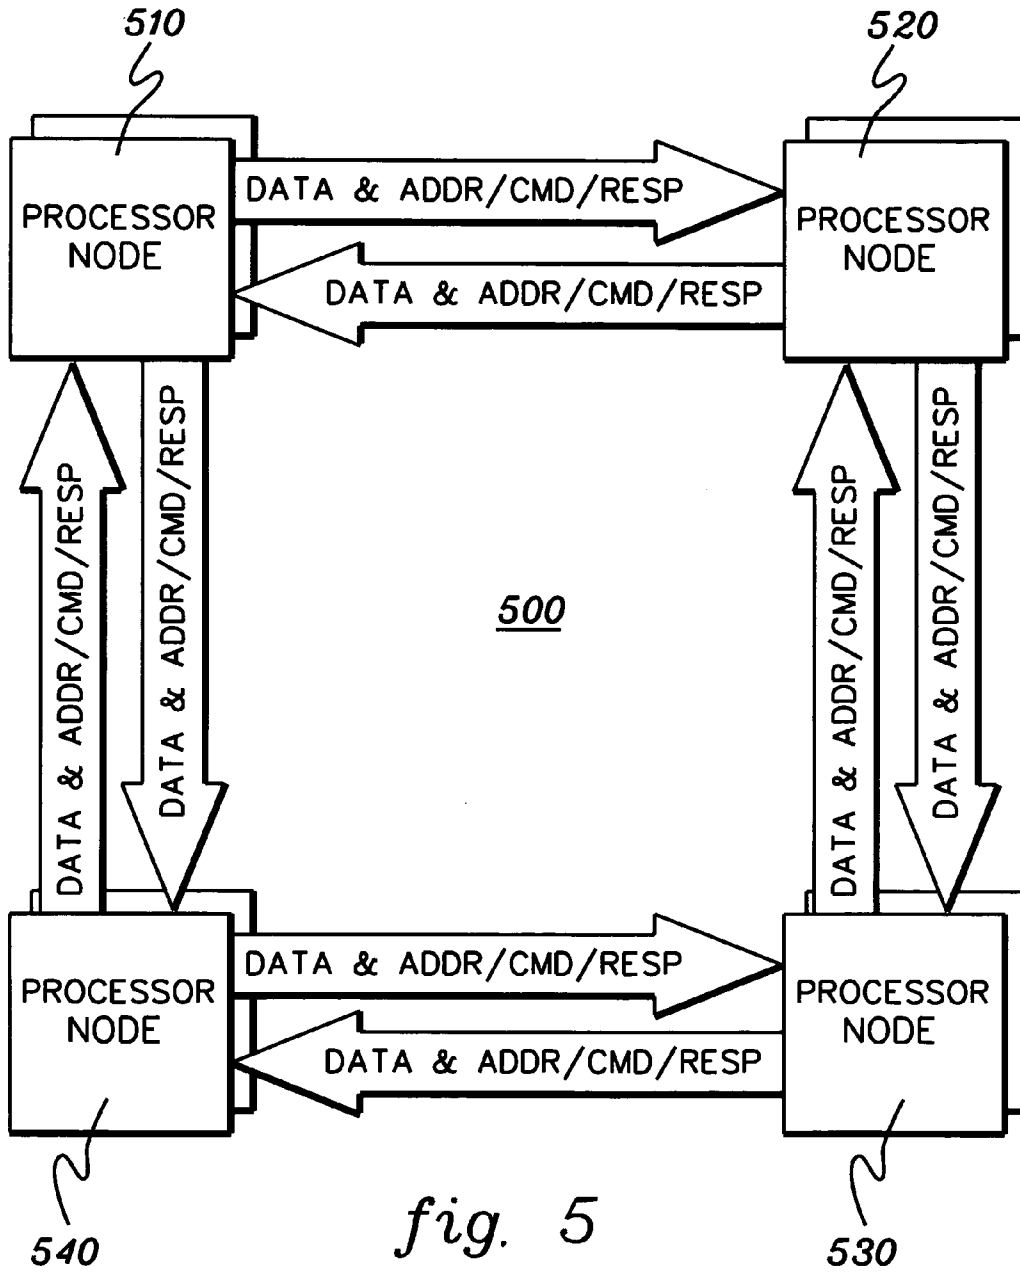 510
520
PROCESSOR
NODE
DATA & ADDR/CMD/RESP
DATA & ADDR/CMD/RESP
PROCESSOR
NODE
DATA & ADDR/CMD/RESP
DATA & ADDR/CMD/RESP
500
DATA & ADDR/CMD/RESP
DATA & ADDR/CMD/RESP
PROCESSOR
NODE
DATA & ADDR/CMD/RESP
DATA & ADDR/CMD/RESP
PROCESSOR
NODE
540
fig. 5
530